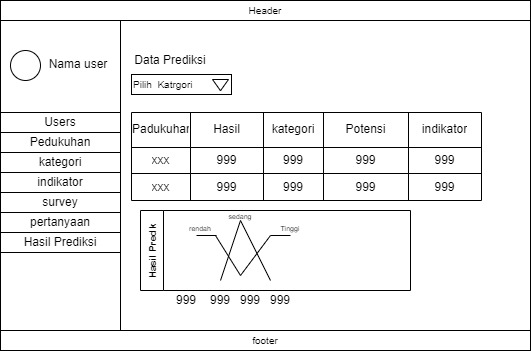 Header
Nama user
Users
Pedukuhan
kategori
indikator
survey
pertanyaan
Hasil Prediksi
Data Prediksi
Pilih Katrgori
Padukuhan Hasil kategori Potensi indikator
xxx 999 999 999 999
xxx 999 999 999 999
Hasil Predik
sedang
rendah Tinggi
999 999 999 999
footer